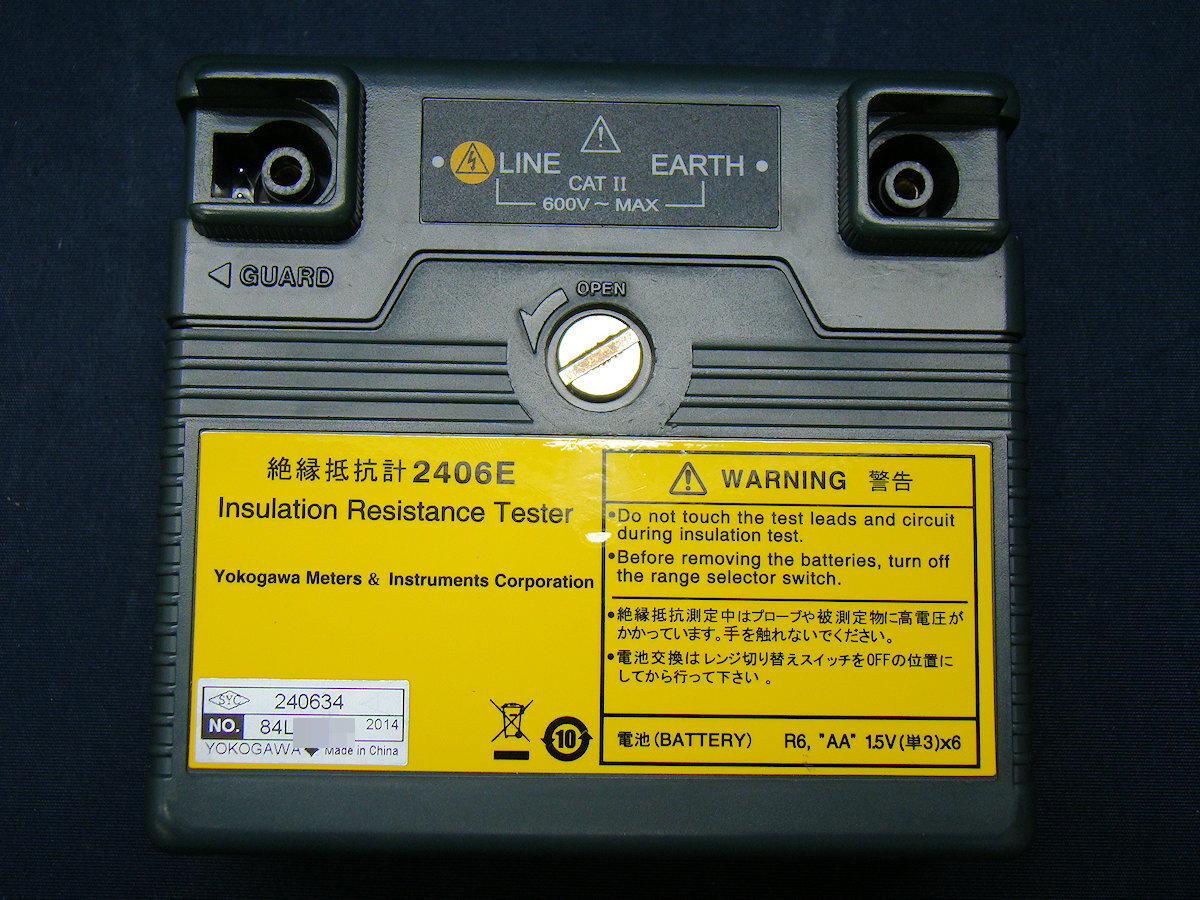 LINE
EARTH
CAT II
600V ~ MAX
◁ GUARD
OPEN
絶縁抵抗計 2406E
Insulation Resistance Tester
Yokogawa Meters & Instruments Corporation
WARNING 警告
•Do not touch the test leads and circuit
during insulation test.
•Before removing the batteries, turn off
the range selector switch.
•絶縁抵抗測定中はプローブや被測定物に高電圧が
かかっています。手を触れないでください。
•電池交換はレンジ切り替えスイッチをOFFの位置に
してから行って下さい 。
電池(BATTERY) R6, "AA" 1.5V(単3)x6
SYC 240634
NO. 84L 2014
YOKOGAWA Made in China
10